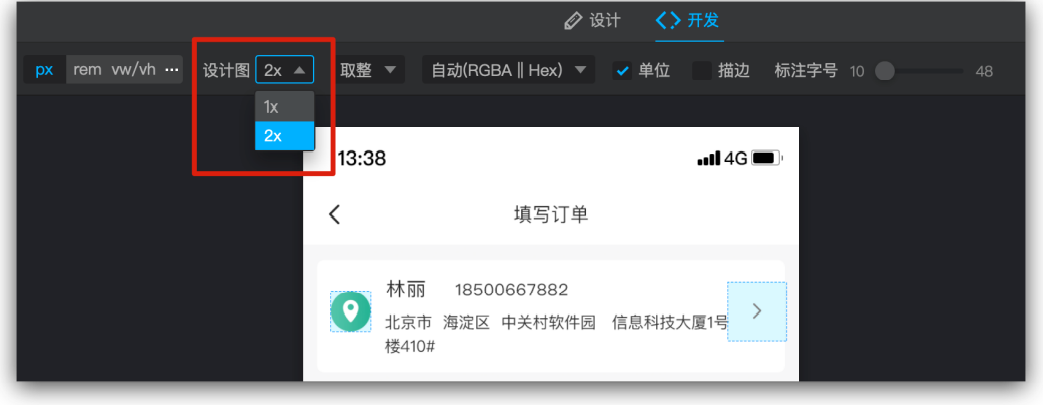 设计 开发
px rem vw/vh ··· 设计图 2x 取整 自动(RGBA || Hex) 单位 描边 标注字号 10 48
1x
2x
13:38 4G
填写订单
林丽 18500667882
北京市 海淀区 中关村软件园 信息科技大厦1号
楼410#